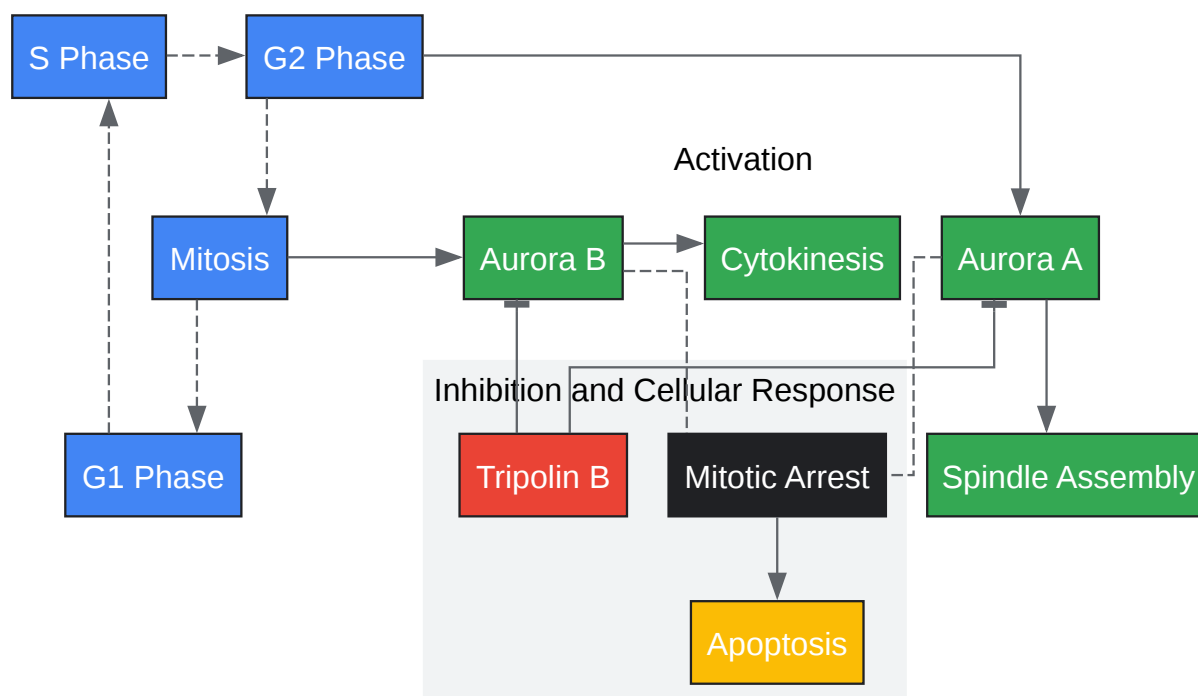 S Phase
G2 Phase
Activation
Mitosis
Aurora B
Cytokinesis
Aurora A
Inhibition and Cellular Response
G1 Phase
Tripolin B
Mitotic Arrest
Spindle Assembly
Apoptosis